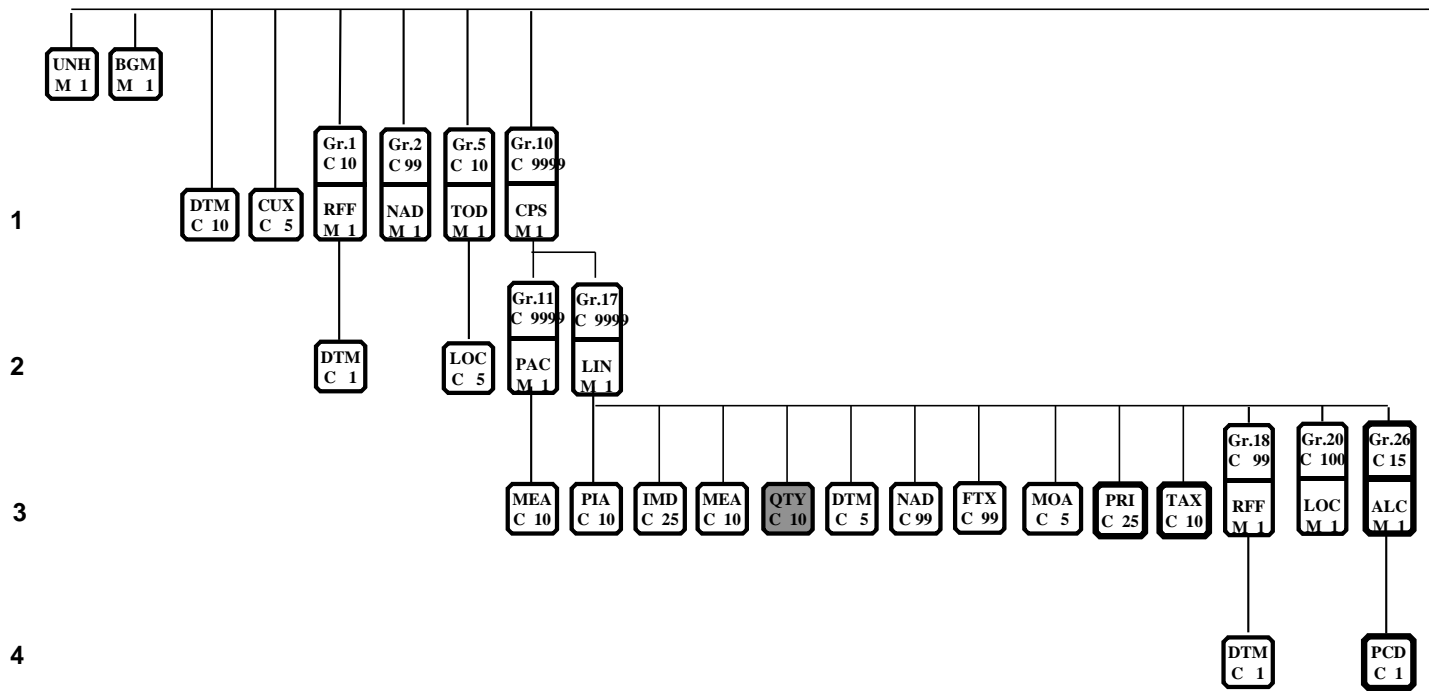 UNH
M 1
BGM
M 1
1
DTM
C 10
CUX
C 5
Gr.1
C 10
RFF
M 1
Gr.2
C 99
NAD
M 1
Gr.5
C 10
TOD
M 1
Gr.10
C 9999
CPS
M 1
2
DTM
C 1
LOC
C 5
Gr.11
C 9999
PAC
M 1
Gr.17
C 9999
LIN
M 1
3
MEA
C 10
PIA
C 10
IMD
C 25
MEA
C 10
QTY
C 10
DTM
C 5
NAD
C 99
FTX
C 99
MOA
C 5
PRI
C 25
TAX
C 10
Gr.18
C 99
RFF
M 1
Gr.20
C 100
LOC
M 1
Gr.26
C 15
ALC
M 1
4
DTM
C 1
PCD
C 1